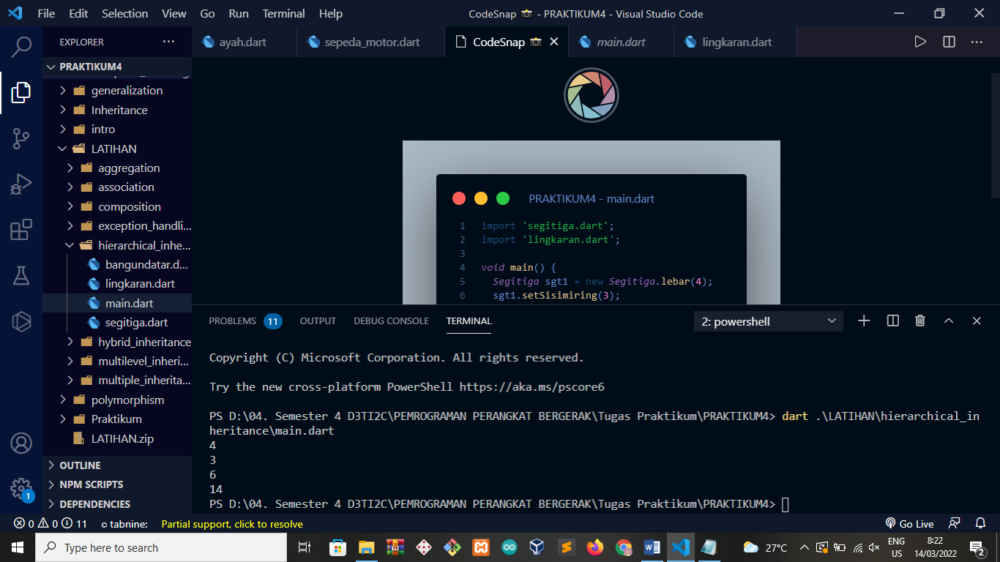 File Edit Selection View Go Run Terminal Help
CodeSnap 📸 - PRAKTIKUM4 - Visual Studio Code
EXPLORER
ayah.dart
sepeda_motor.dart
CodeSnap 📸
main.dart
lingkaran.dart
PRAKTIKUM4
generalization
Inheritance
intro
LATIHAN
aggregation
association
composition
exception_handli...
hierarchical_inhe...
bangundatar.d...
lingkaran.dart
main.dart
segitiga.dart
hybrid_inheritance
multilevel_inheri...
multiple_inherita...
polymorphism
Praktikum
LATIHAN.zip
OUTLINE
NPM SCRIPTS
DEPENDENCIES
PRAKTIKUM4 - main.dart
1 import 'segitiga.dart';
2 import 'lingkaran.dart';
3
4 void main() {
5 Segitiga sgt1 = new Segitiga.lebar(4);
6 sgt1.setSisimiring(3);
PROBLEMS 11 OUTPUT DEBUG CONSOLE TERMINAL
2: powershell
Copyright (C) Microsoft Corporation. All rights reserved.
Try the new cross-platform PowerShell https://aka.ms/pscore6
PS D:\04. Semester 4 D3TI2C\PEMROGRAMAN PERANGKAT BERGERAK\Tugas Praktikum\PRAKTIKUM4> dart .\LATIHAN\hierarchical_in
heritance\main.dart
4
3
6
14
PS D:\04. Semester 4 D3TI2C\PEMROGRAMAN PERANGKAT BERGERAK\Tugas Praktikum\PRAKTIKUM4>
1
0 0 11 tabnine: Partial support, click to resolve
Go Live
Type here to search
27°C
ENG
US
8:22
14/03/2022
2